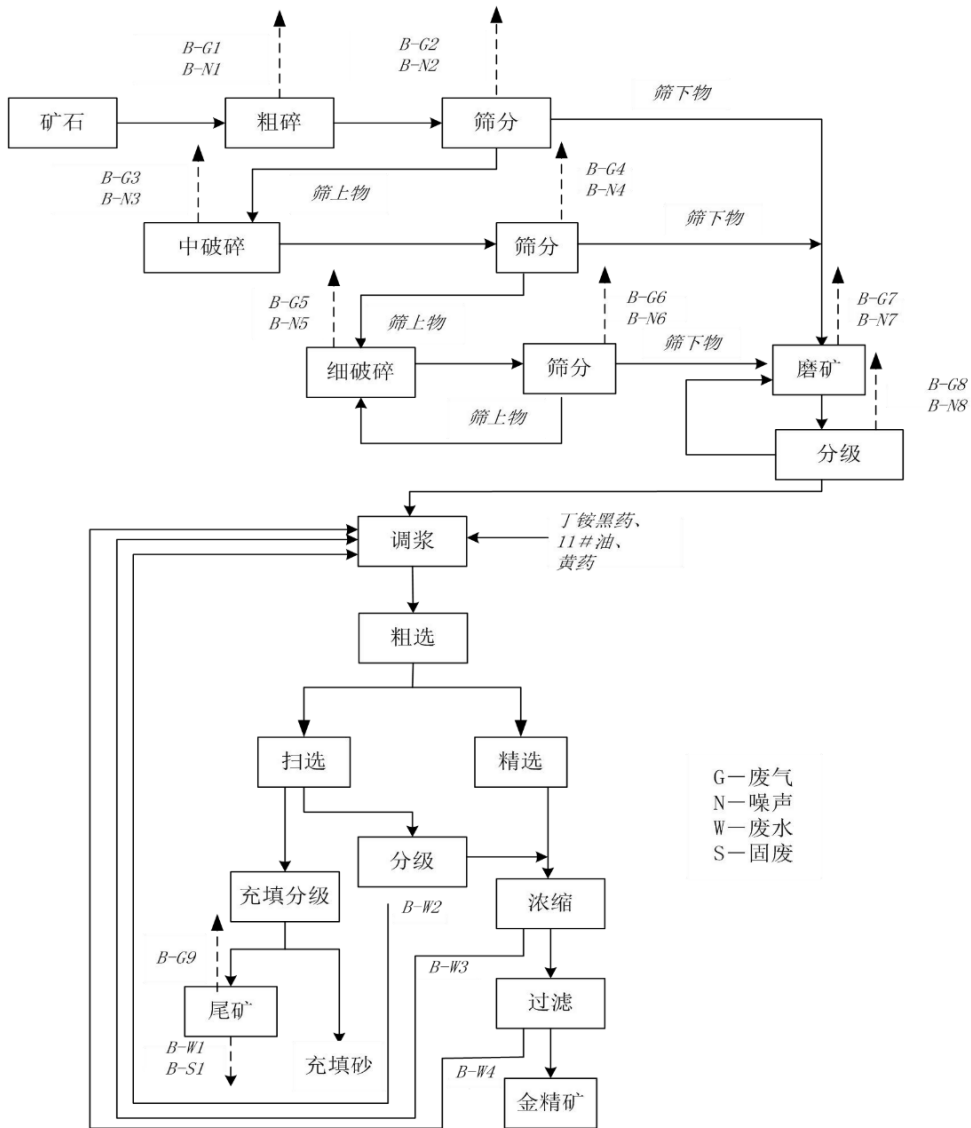 B-G1
B-N1
B-G2
B-N2
筛下物
矿石
粗碎
筛分
B-G3
B-N3
筛上物
B-G4
B-N4
中破碎
筛分
筛下物
B-G5
B-N5
筛上物
B-G6
B-N6
B-G7
B-N7
细破碎
筛分
筛下物
磨矿
B-G8
B-N8
筛上物
分级
调浆
丁铵黑药、
11#油、
黄药
粗选
扫选
精选
G—废气
N—噪声
W—废水
S—固废
分级
充填分级
B-W2
浓缩
B-G9
B-W3
尾矿
过滤
B-W1
B-S1
充填砂
B-W4
金精矿